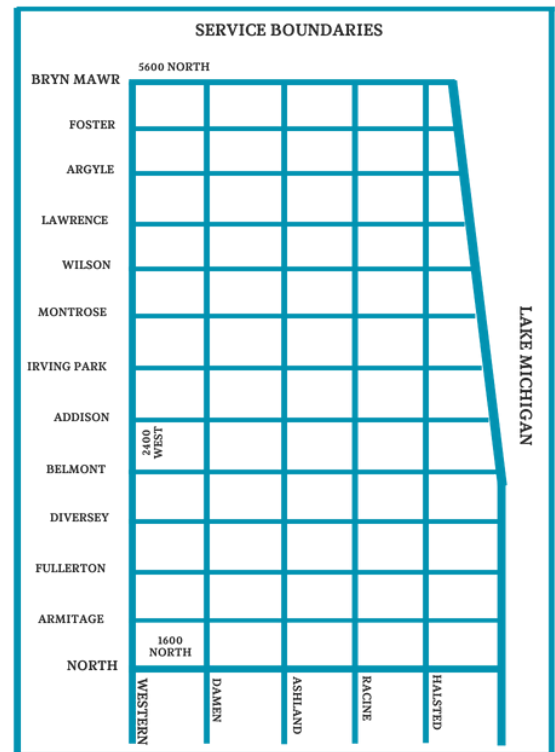 SERVICE BOUNDARIES
5600 NORTH
BRYN MAWR
FOSTER
ARGYLE
LAWRENCE
WILSON
MONTROSE
IRVING PARK
ADDISON
2400
WEST
BELMONT
DIVERSEY
FULLERTON
ARMITAGE
1600
NORTH
NORTH
WESTERN
DAMEN
ASHLAND
RACINE
HALSTED
LAKE MICHIGAN